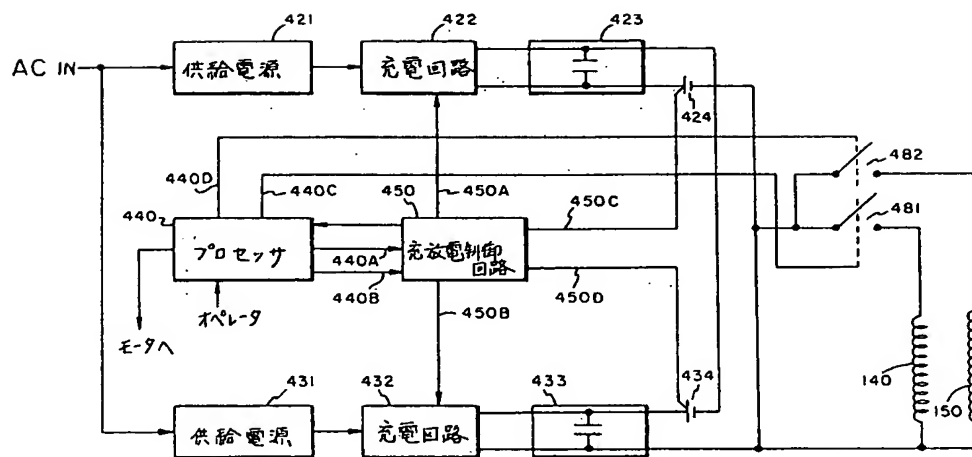 421
422
423
AC IN
供給電源
充電回路
424
482
440D
440C
450
450A
450C
481
440
プロセッサ
440A
440B
充放電制御
回路
450D
オペレータ
モータへ
450B
140
150
431
432
433
434
供給電源
充電回路